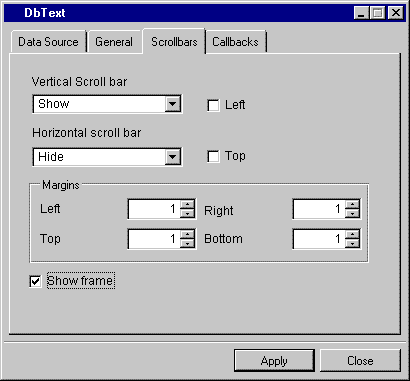 DbText
Data Source General Scrollbars Callbacks
Vertical Scroll bar
Show Left
Horizontal scroll bar
Hide Top
Margins
Left 1 Right 1
Top 1 Bottom 1
Show frame
Apply Close